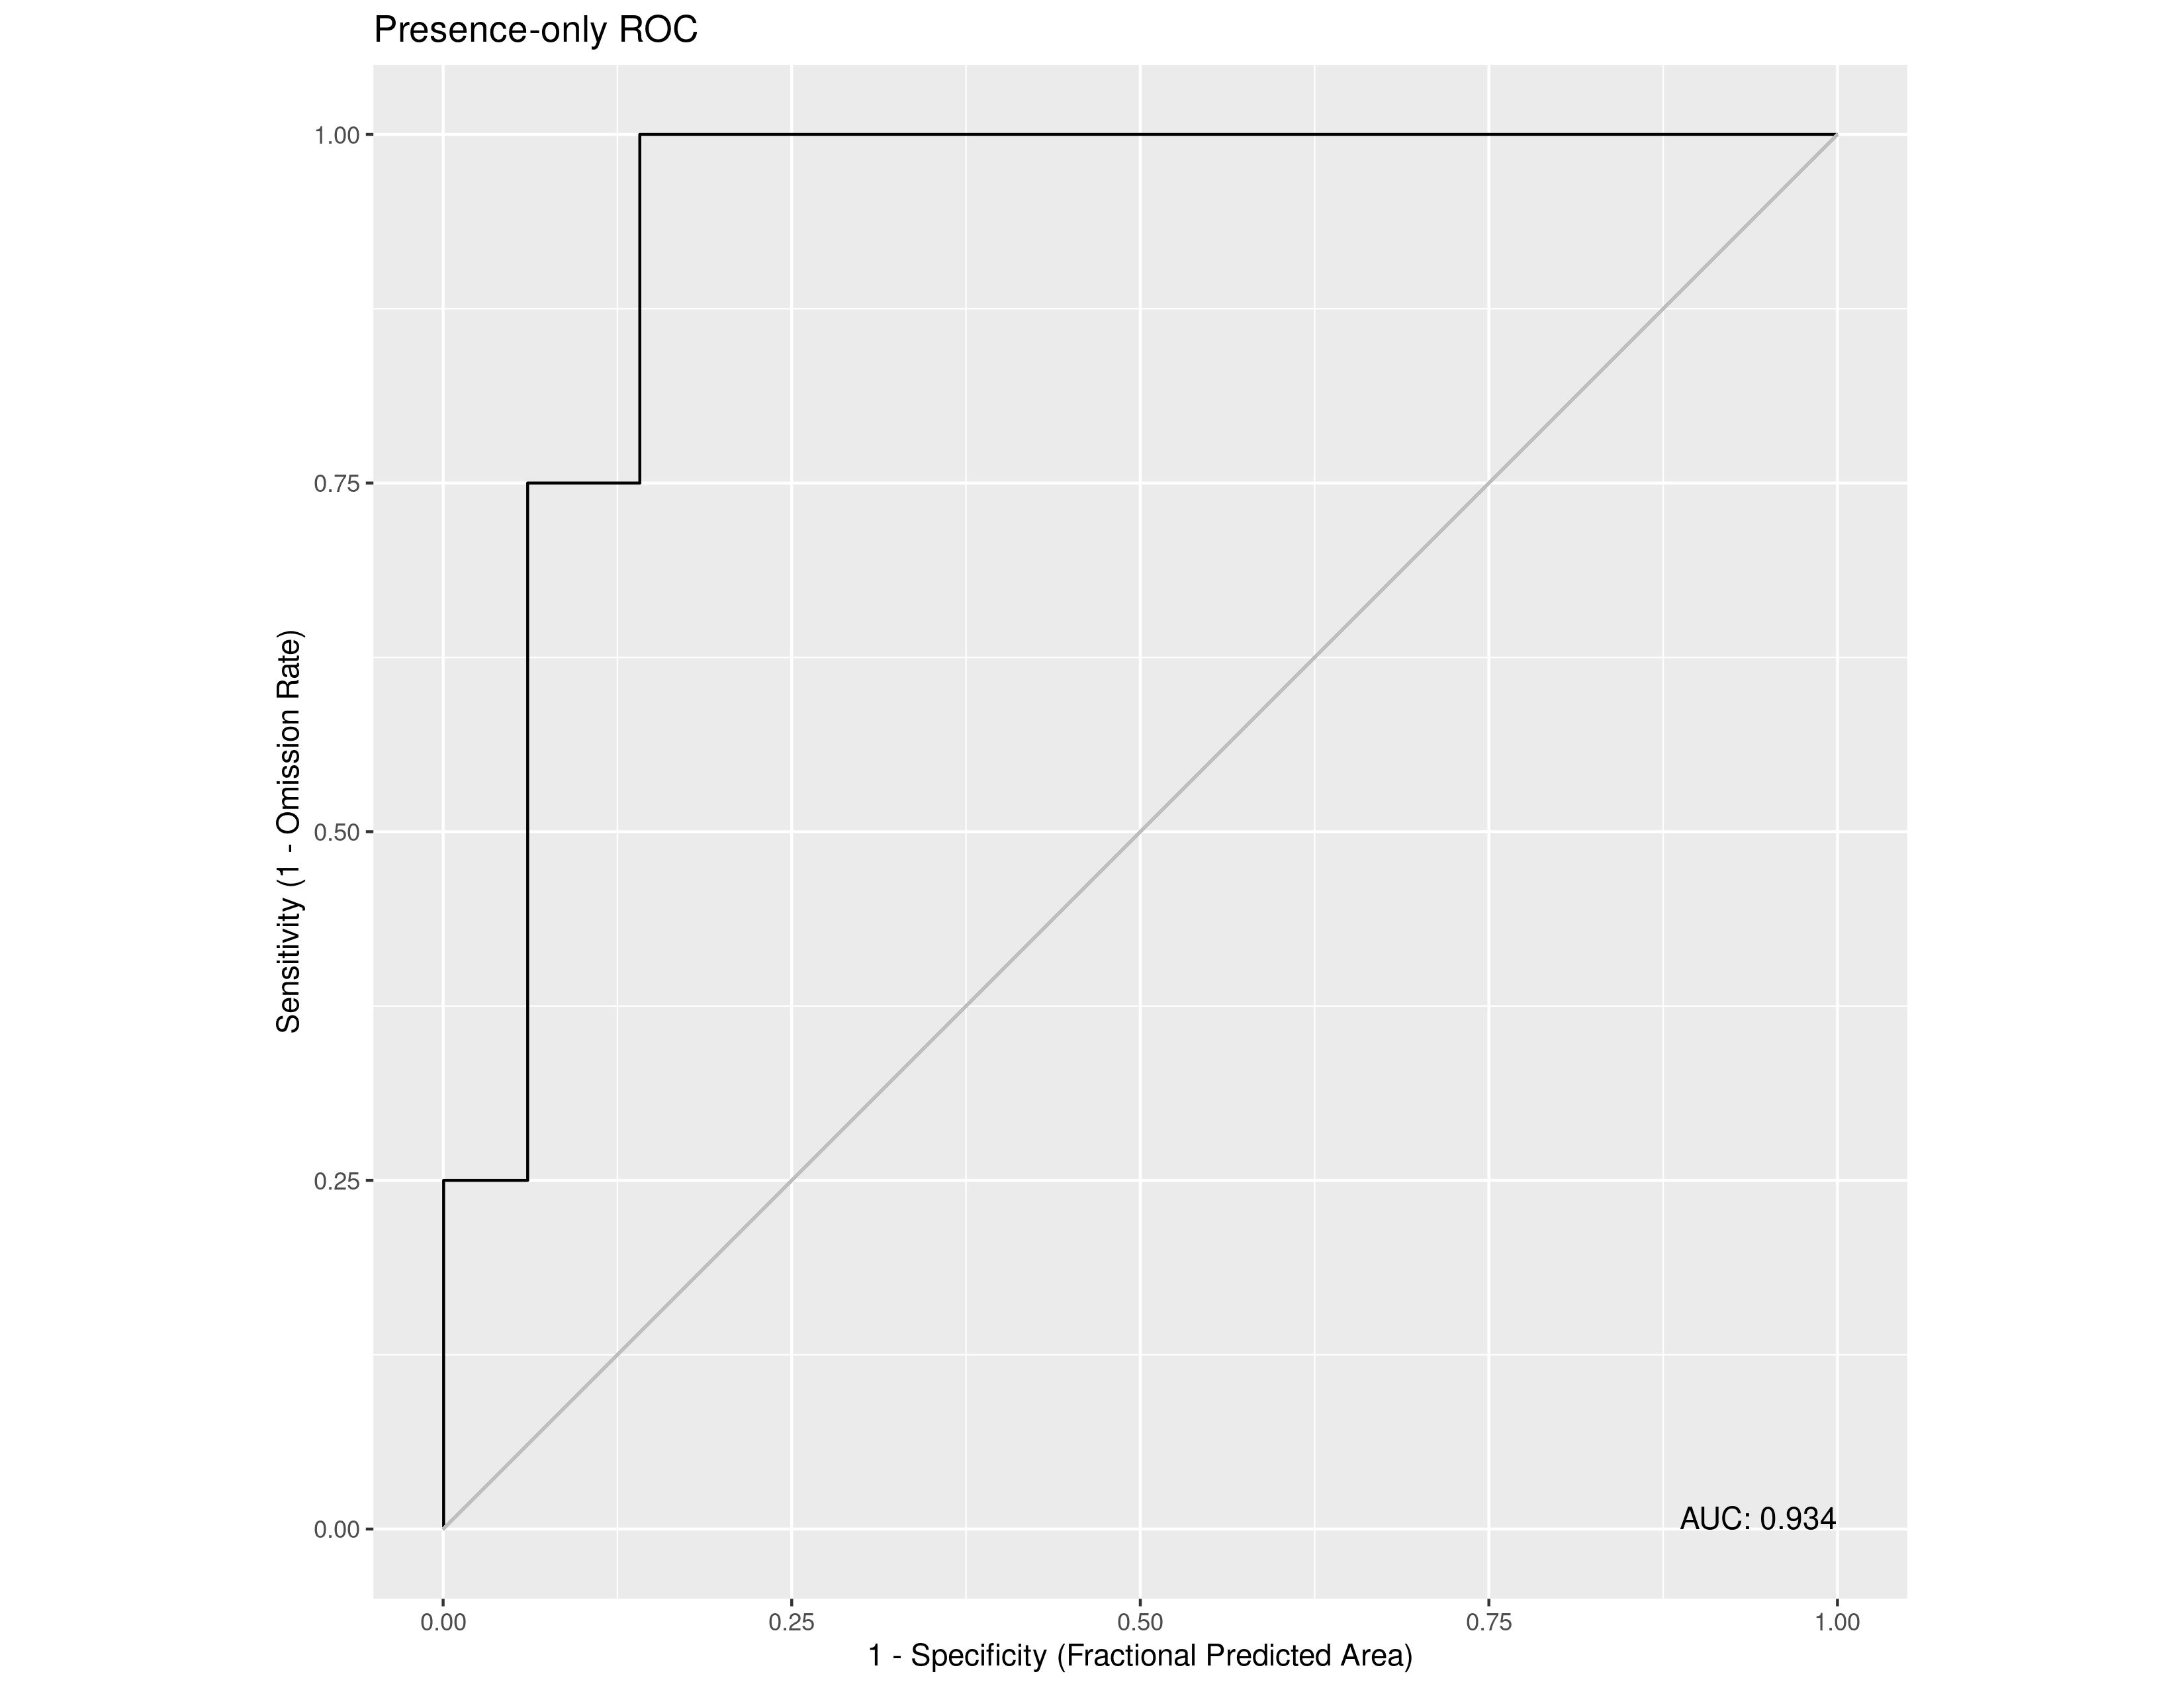 Presence-only ROC
1.00
0.75
0.50
0.25
0.00
Sensitivity (1 - Omission Rate)
AUC: 0.934
0.00 0.25 0.50 0.75 1.00
1 - Specificity (Fractional Predicted Area)